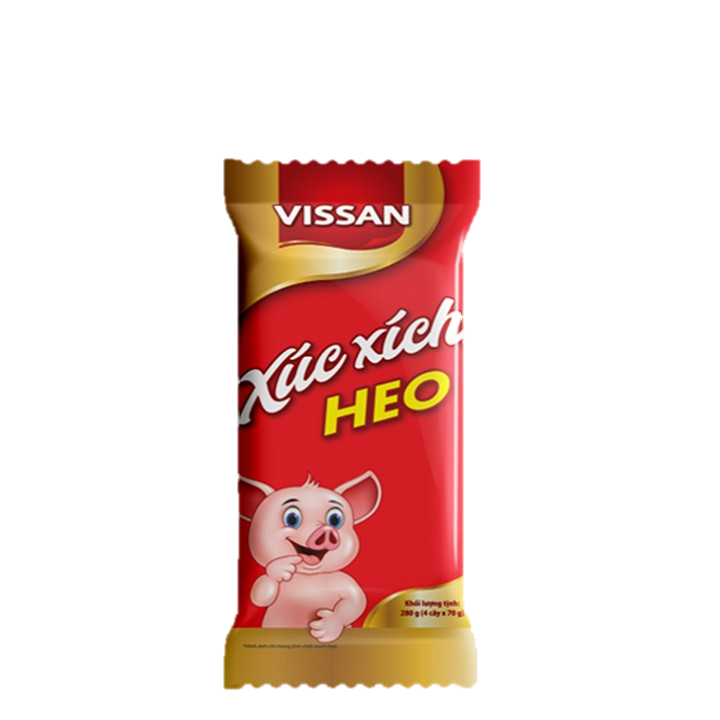 VISSAN
Xúc xích
HEO
Khối lượng tịnh:
280 g (4 cây x 70 g)